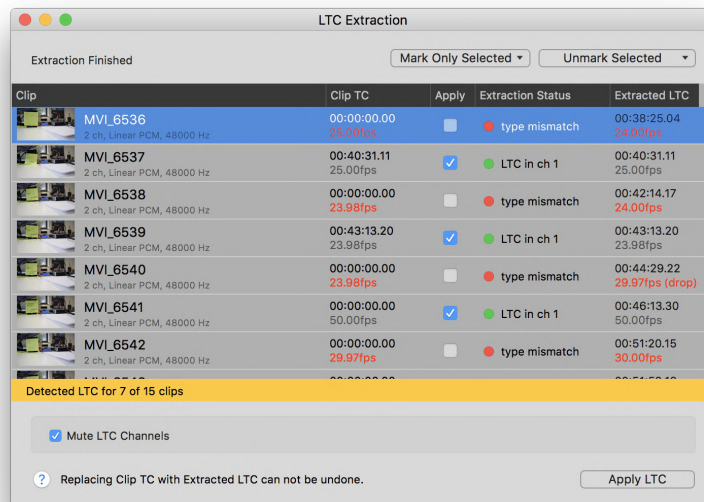 LTC Extraction
Extraction Finished
Mark Only Selected
Unmark Selected
Clip Clip TC Apply Extraction Status Extracted LTC
MVI_6536 00:00:00.00 00:38:25.04
2 ch, Linear PCM, 48000 Hz 25.00fps type mismatch 24.00fps
MVI_6537 00:40:31.11 00:40:31.11
2 ch, Linear PCM, 48000 Hz 25.00fps LTC in ch 1 25.00fps
MVI_6538 00:00:00.00 00:42:14.17
2 ch, Linear PCM, 48000 Hz 23.98fps type mismatch 24.00fps
MVI_6539 00:43:13.20 00:43:13.20
2 ch, Linear PCM, 48000 Hz 23.98fps LTC in ch 1 23.98fps
MVI_6540 00:00:00.00 00:44:29.22
2 ch, Linear PCM, 48000 Hz 23.98fps type mismatch 29.97fps (drop)
MVI_6541 00:00:00.00 00:46:13.30
2 ch, Linear PCM, 48000 Hz 50.00fps LTC in ch 1 50.00fps
MVI_6542 00:00:00.00 00:51:20.15
2 ch, Linear PCM, 48000 Hz 29.97fps type mismatch 30.00fps
Detected LTC for 7 of 15 clips
Mute LTC Channels
? Replacing Clip TC with Extracted LTC can not be undone.
Apply LTC